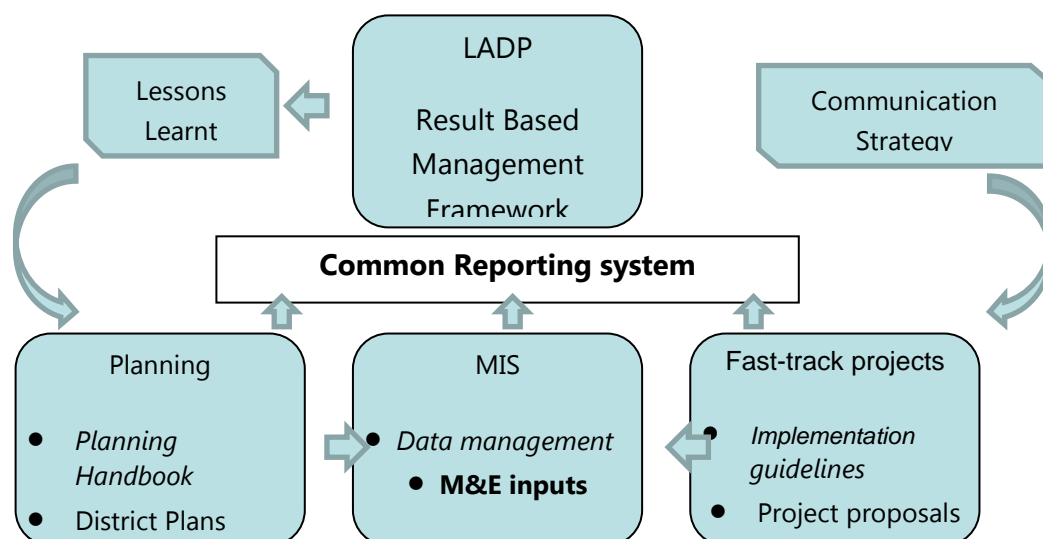 LADP
Result Based
Management
Framework
Lessons
Learnt
Communication
Strategy
Common Reporting system
Planning
● Planning
Handbook
● District Plans
MIS
● Data management
● M&E inputs
Fast-track projects
● Implementation
guidelines
● Project proposals